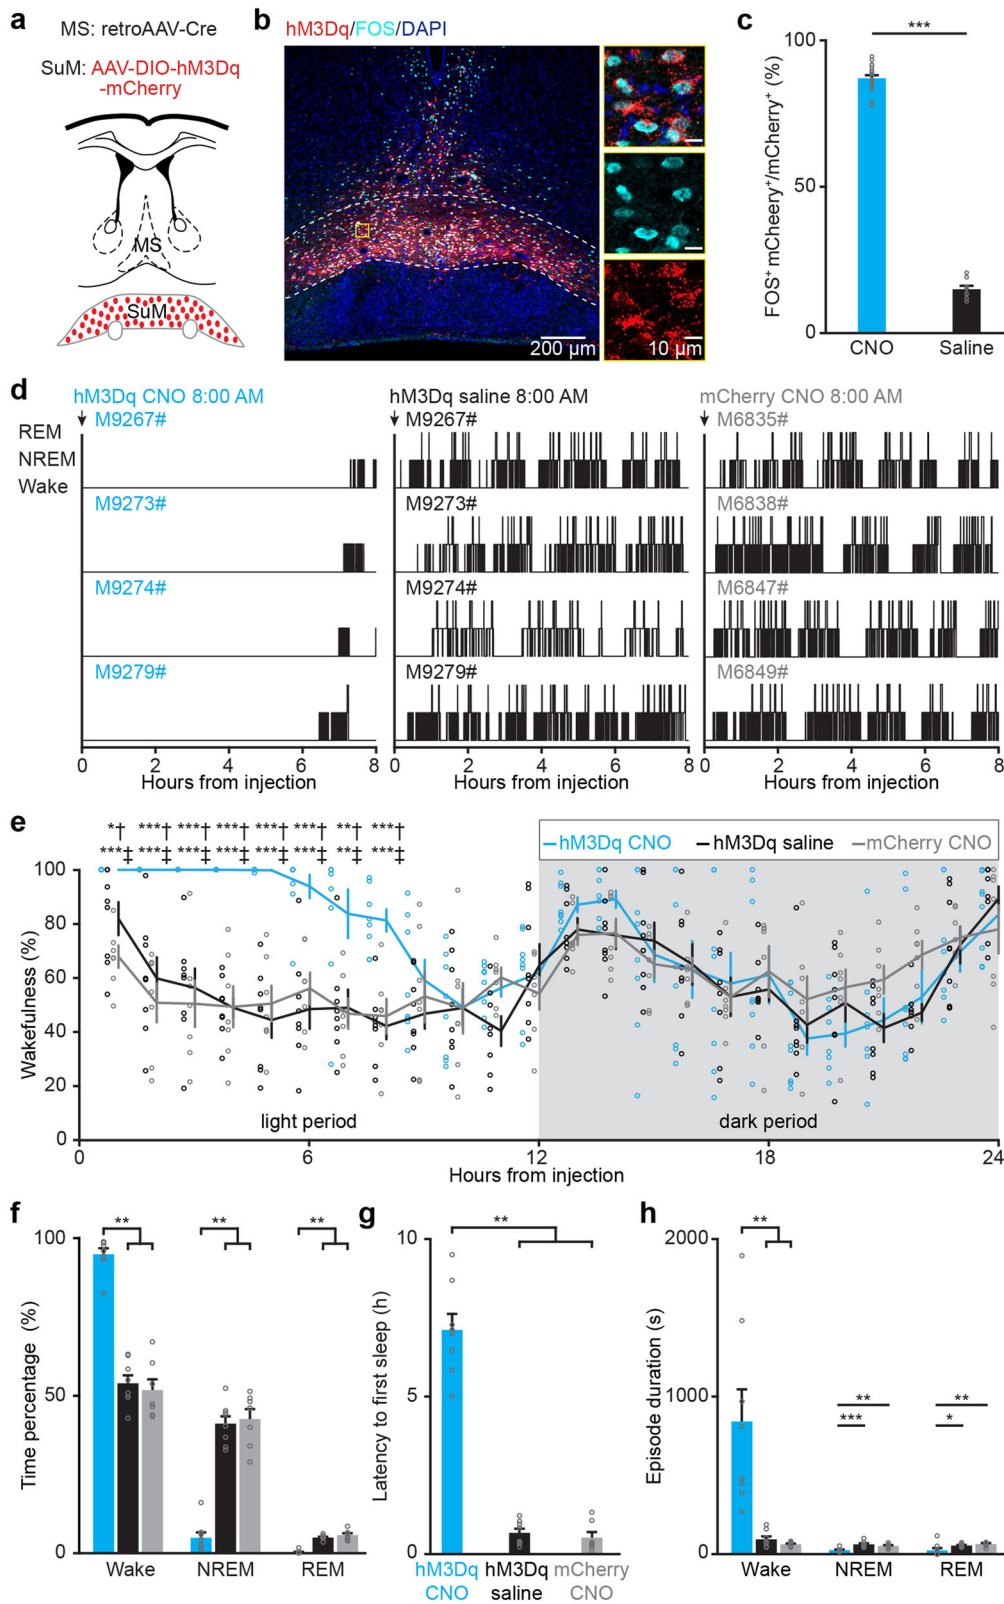 a
MS: retroAAV-Cre
SuM: AAV-DIO-hM3Dq
-mCherry
MS
SuM
b
hM3Dq/FOS/DAPI
200 µm
10 µm
c
***
FOS⁺ mCheery⁺/mCherry⁺ (%)
100
50
0
CNO
Saline
d
hM3Dq CNO 8:00 AM
hM3Dq saline 8:00 AM
mCherry CNO 8:00 AM
REM
NREM
Wake
M9267#
M9267#
M6835#
M9273#
M9273#
M6838#
M9274#
M9274#
M6847#
M9279#
M9279#
M6849#
0 2 4 6 8
0 2 4 6 8
0 2 4 6 8
Hours from injection
Hours from injection
Hours from injection
e
*† ***† ***† ***† ***† ***† **† ***†
***‡ ***‡ ***‡ ***‡ ***‡ ***‡ **‡ ***‡
hM3Dq CNO
hM3Dq saline
mCherry CNO
Wakefulness (%)
100
80
60
40
20
0
light period
dark period
0 6 12 18 24
Hours from injection
f
** ** **
Time percentage (%)
100
50
0
Wake NREM REM
g
**
Latency to first sleep (h)
10
5
0
hM3Dq CNO
hM3Dq saline
mCherry CNO
h
**
** ***
** *
Episode duration (s)
2000
1000
0
Wake NREM REM